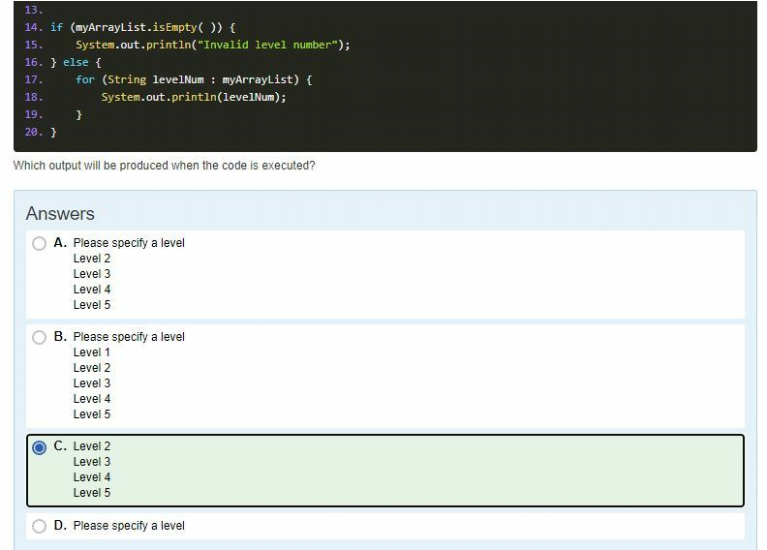 13.
14. if (myArrayList.isEmpty( )) {
15.     System.out.println("Invalid level number");
16. } else {
17.     for (String levelNum : myArrayList) {
18.         System.out.println(levelNum);
19.     }
20. }
Which output will be produced when the code is executed?
Answers
A. Please specify a level
Level 2
Level 3
Level 4
Level 5
B. Please specify a level
Level 1
Level 2
Level 3
Level 4
Level 5
C. Level 2
Level 3
Level 4
Level 5
D. Please specify a level